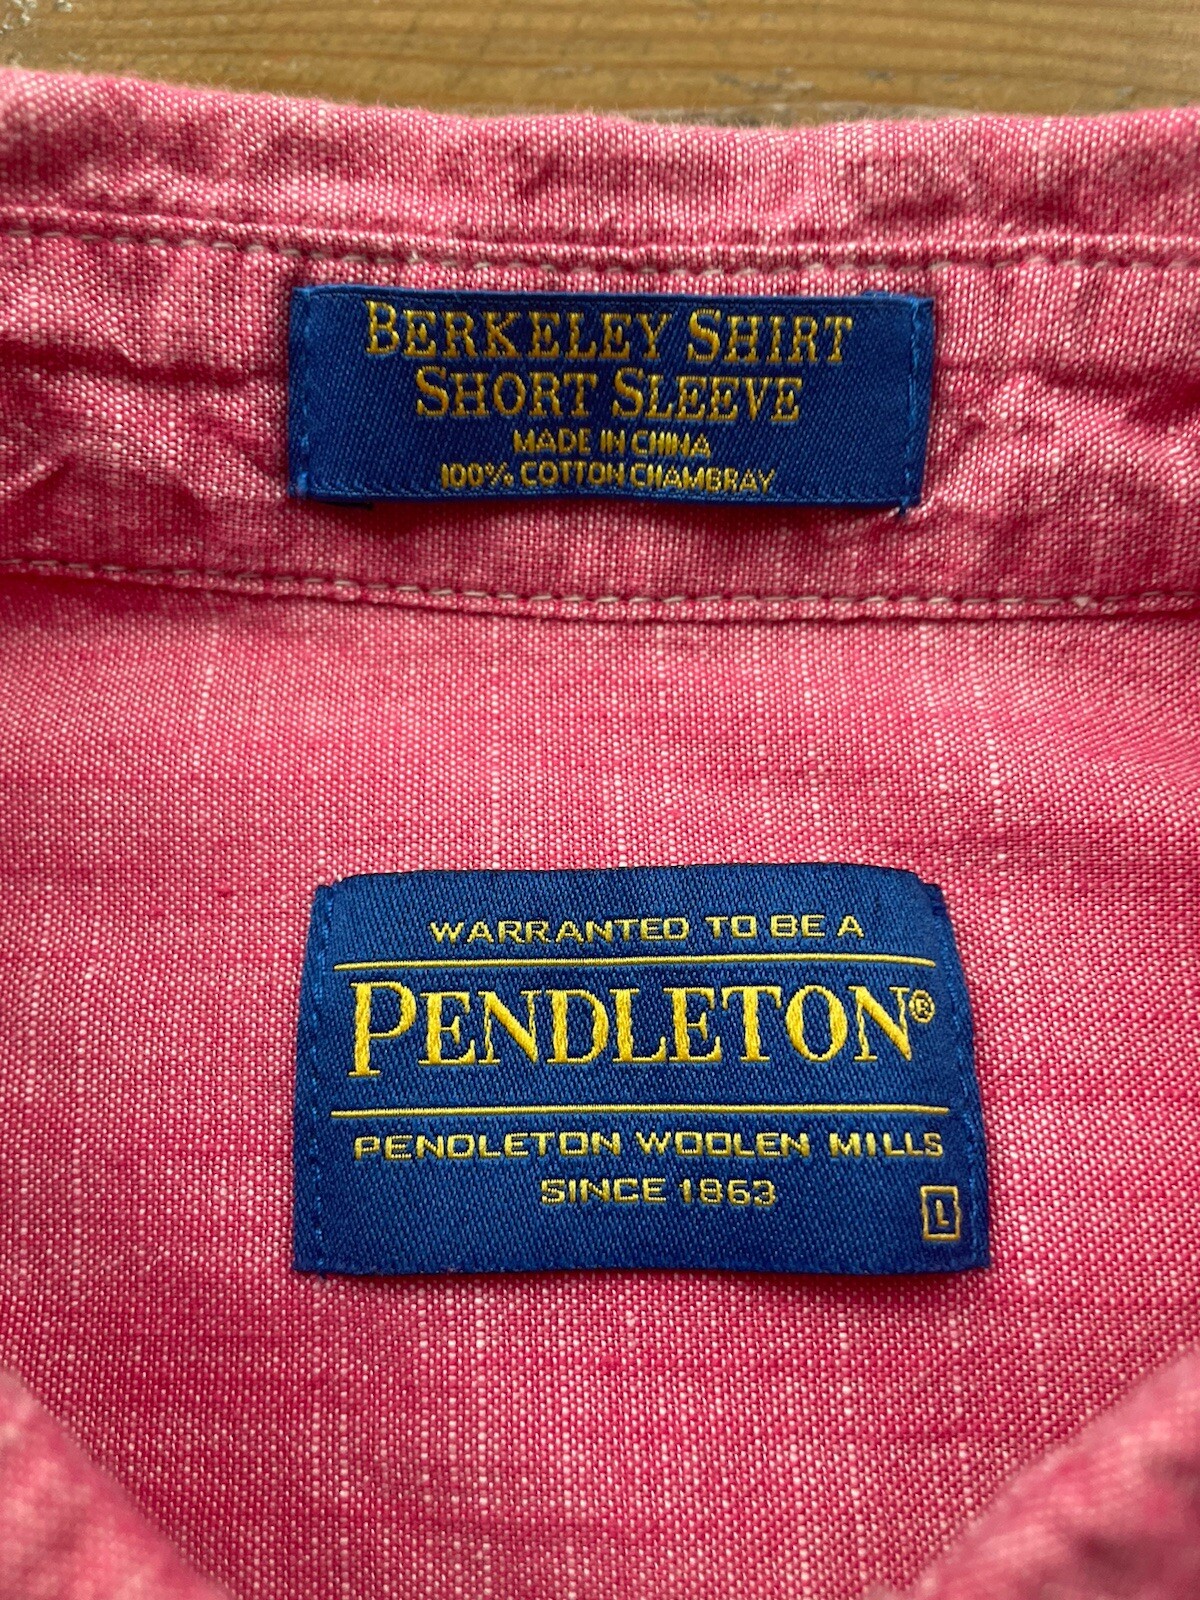 BERKELEY SHIRT
SHORT SLEEVE
MADE IN CHINA
100% COTTON CHAMBRAY
WARRANTED TO BE A
PENDLETON®
PENDLETON WOOLEN MILLS
SINCE 1863
L